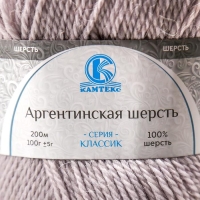 ШЕРСТЬ ШЕРСТЬ
КАМТЕКС
Аргентинская шерсть
200м - СЕРИЯ - 100%
100г ±5г КЛАССИК шерсть